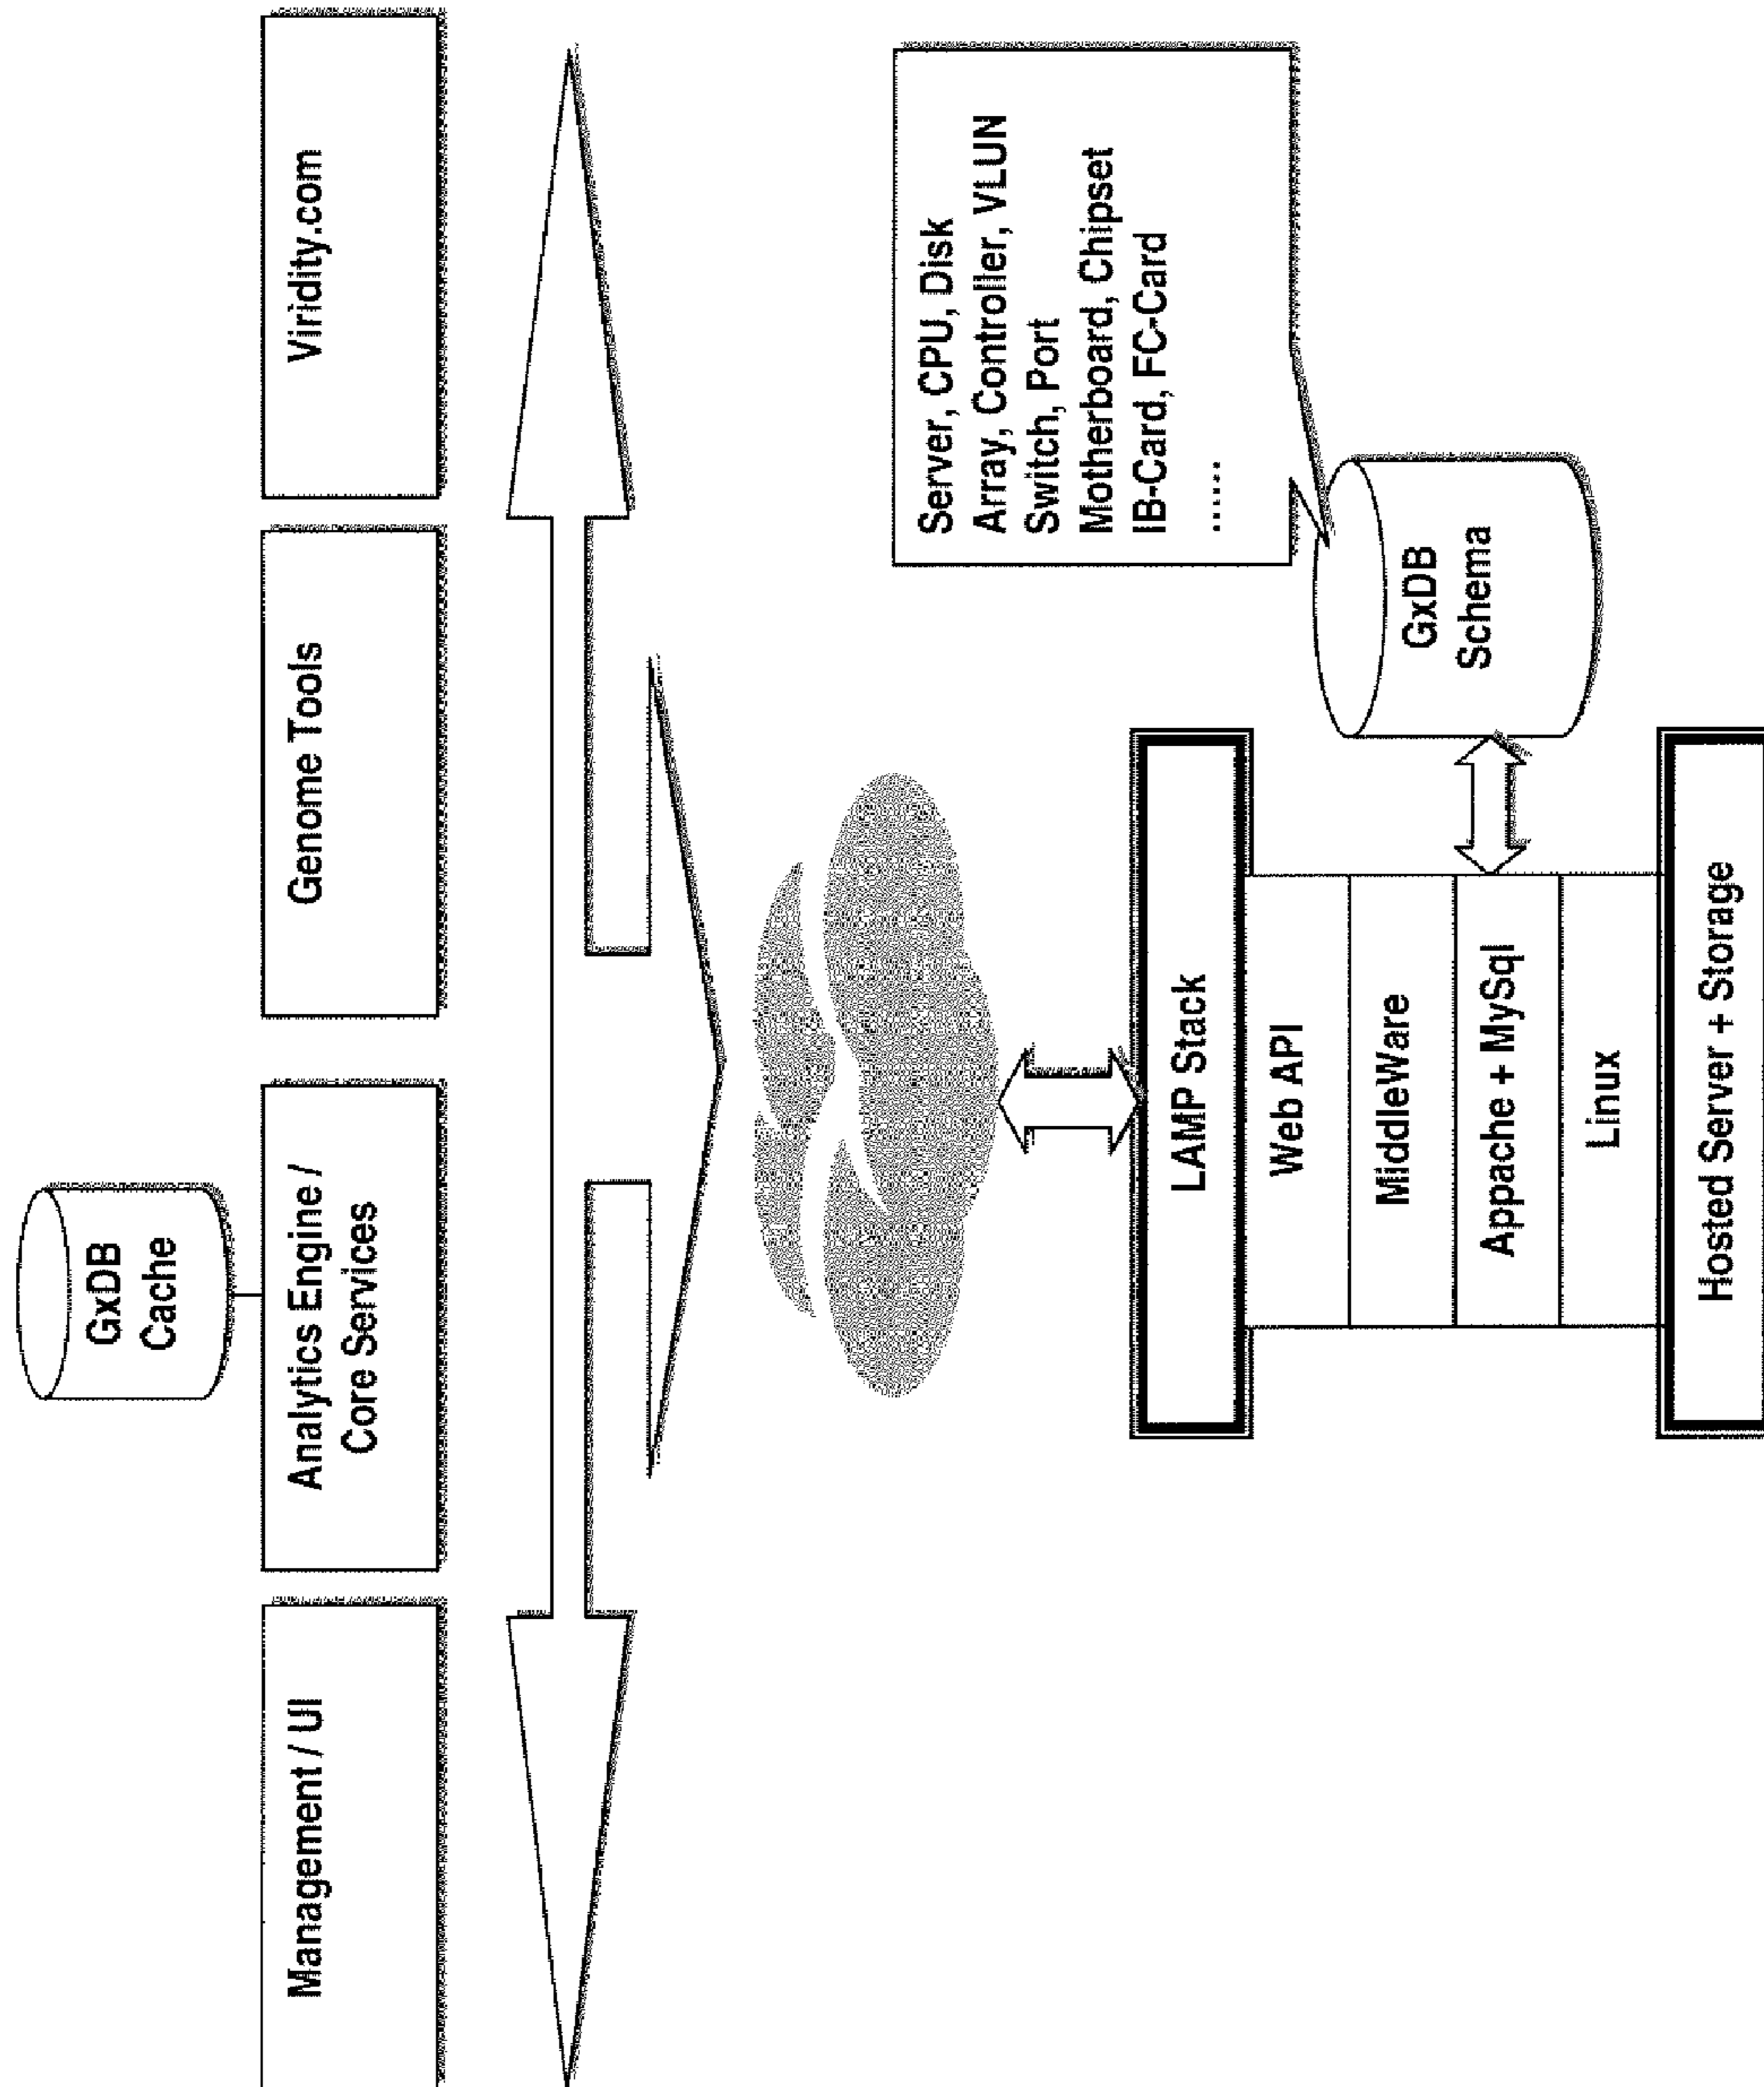 GxDB
Cache
Management / UI
Analytics Engine /
Core Services
Genome Tools
Viridity.com
LAMP Stack
Web API
MiddleWare
Appache + MySql
Linux
Hosted Server + Storage
GxDB
Schema
Server, CPU, Disk
Array, Controller, VLUN
Switch, Port
Motherboard, Chipset
IB-Card, FC-Card
......